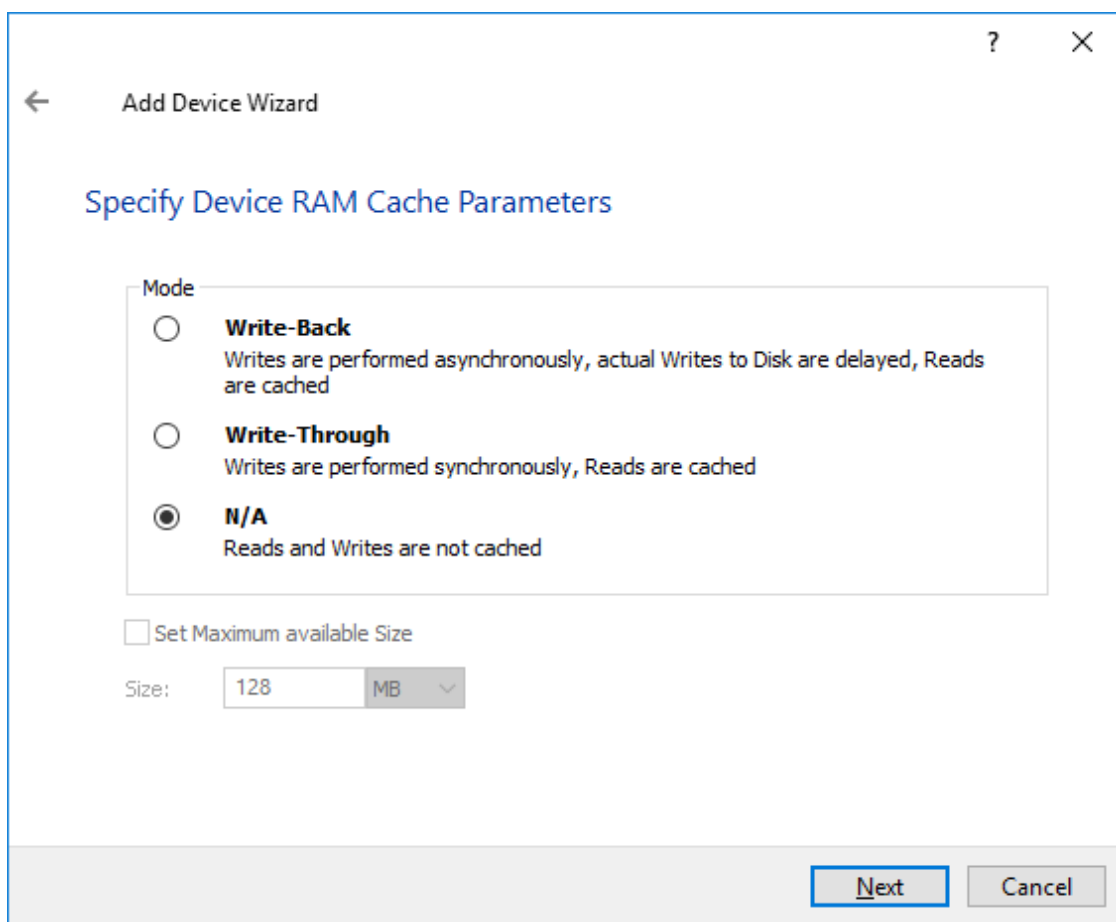 ?
Add Device Wizard
Specify Device RAM Cache Parameters
Mode
Write-Back
Writes are performed asynchronously, actual Writes to Disk are delayed, Reads
are cached
Write-Through
Writes are performed synchronously, Reads are cached
N/A
Reads and Writes are not cached
Set Maximum available Size
Size: 128 MB
Next Cancel